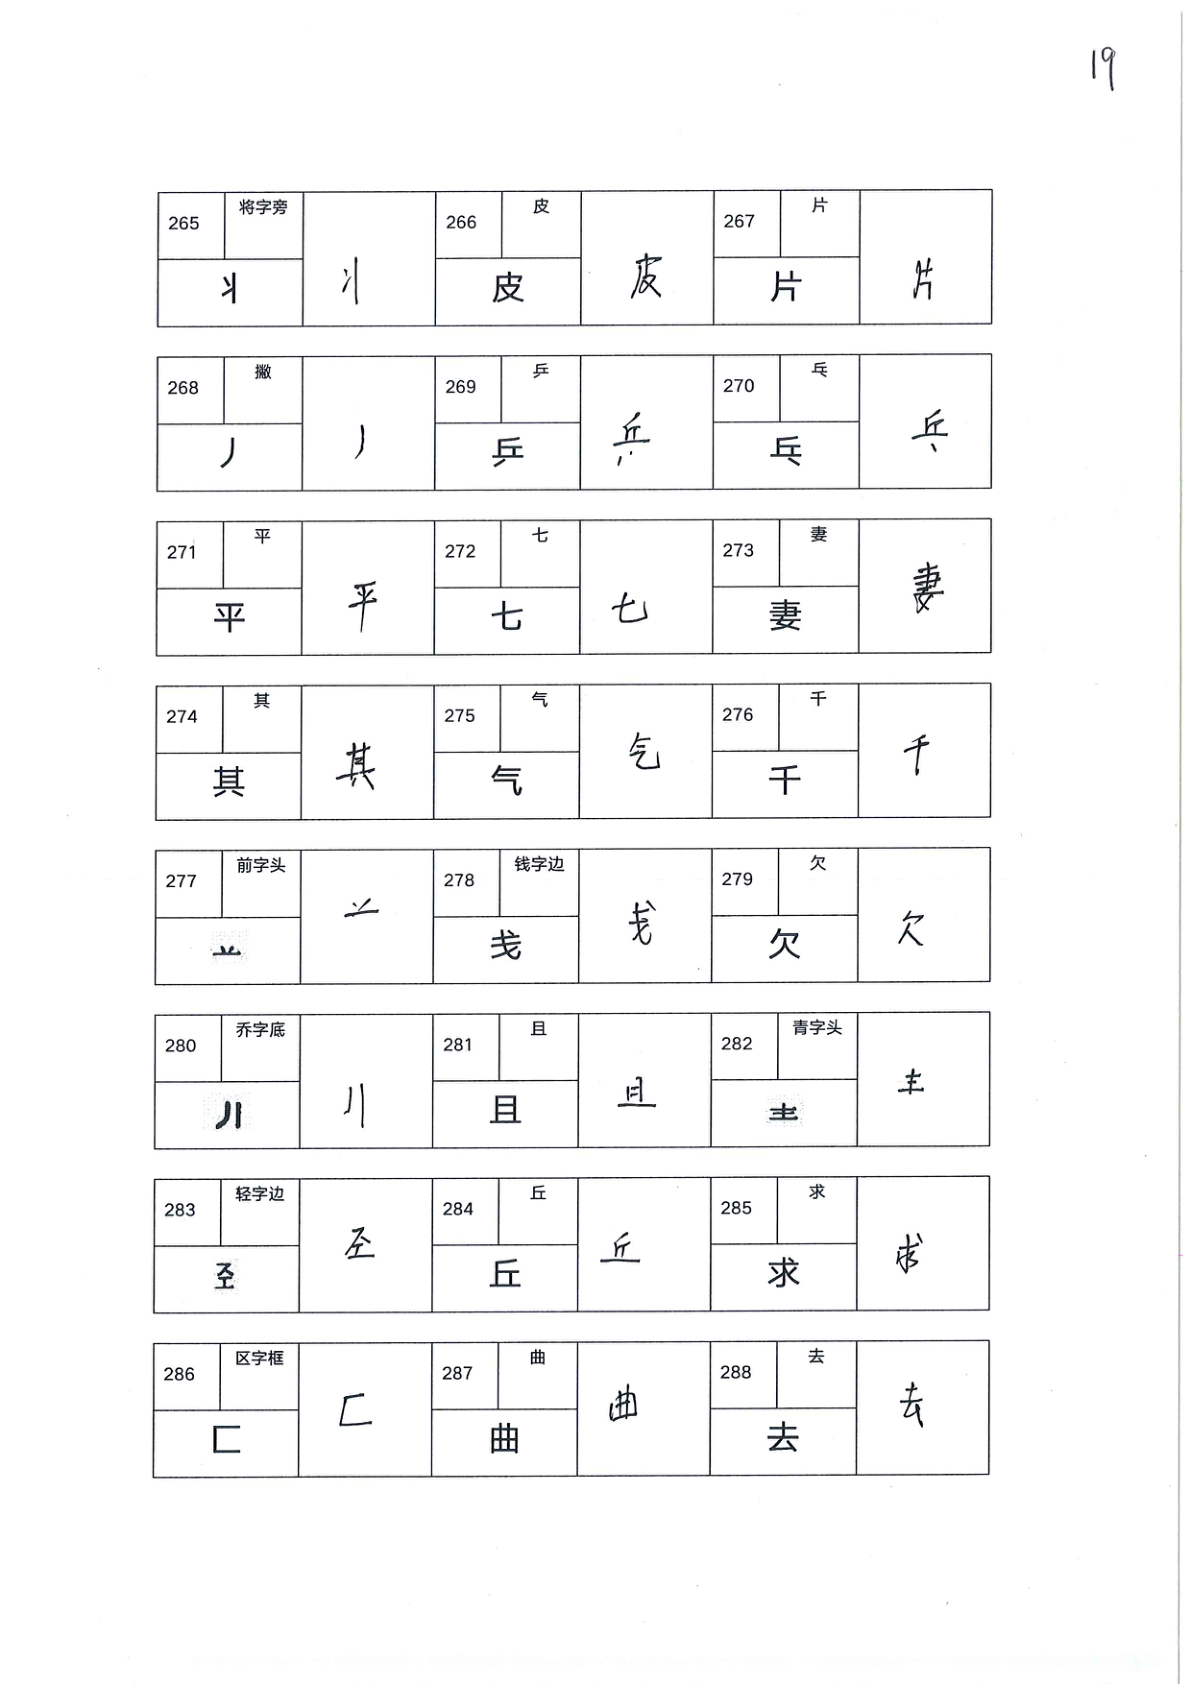 19
265 将字旁 266 皮 267 片
丬 丬 皮 皮 片 片
268 撇 269 乒 270 乓
丿 丿 乒 兵 乓 乓
271 平 272 七 273 妻
平 平 七 七 妻 妻
274 其 275 气 276 千
其 其 气 气 千 千
277 前字头 278 钱字边 279 欠
䒑 䒑 戋 戋 欠 欠
280 乔字底 281 且 282 青字头
丿丨 丿丨 且 且 龶 龶
283 轻字边 284 丘 285 求
𢀖 𢀖 丘 丘 求 求
286 区字框 287 曲 288 去
匚 匚 曲 曲 去 去